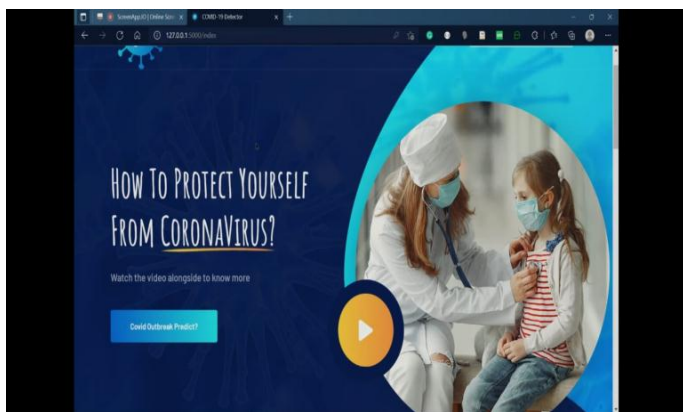 ScreenApp.IO | Online Scre
COVID-19 Detector
127.0.0.1:5000/index
How To Protect Yourself
From CoronaVirus?
Watch the video alongside to know more
Covid Outbreak Predict?